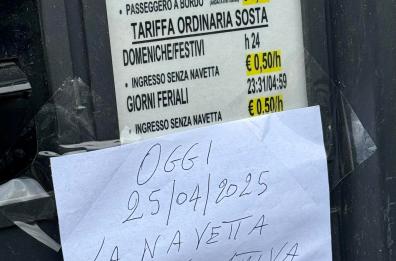 • PASSEGGERO A BORDO
TARIFFA ORDINARIA SOSTA
DOMENICHE/FESTIVI h 24
• INGRESSO SENZA NAVETTA € 0,50/h
GIORNI FERIALI 23:31/04:59
• INGRESSO SENZA NAVETTA € 0.50/h
OGGI
25/04/2025
LA NAVETTA